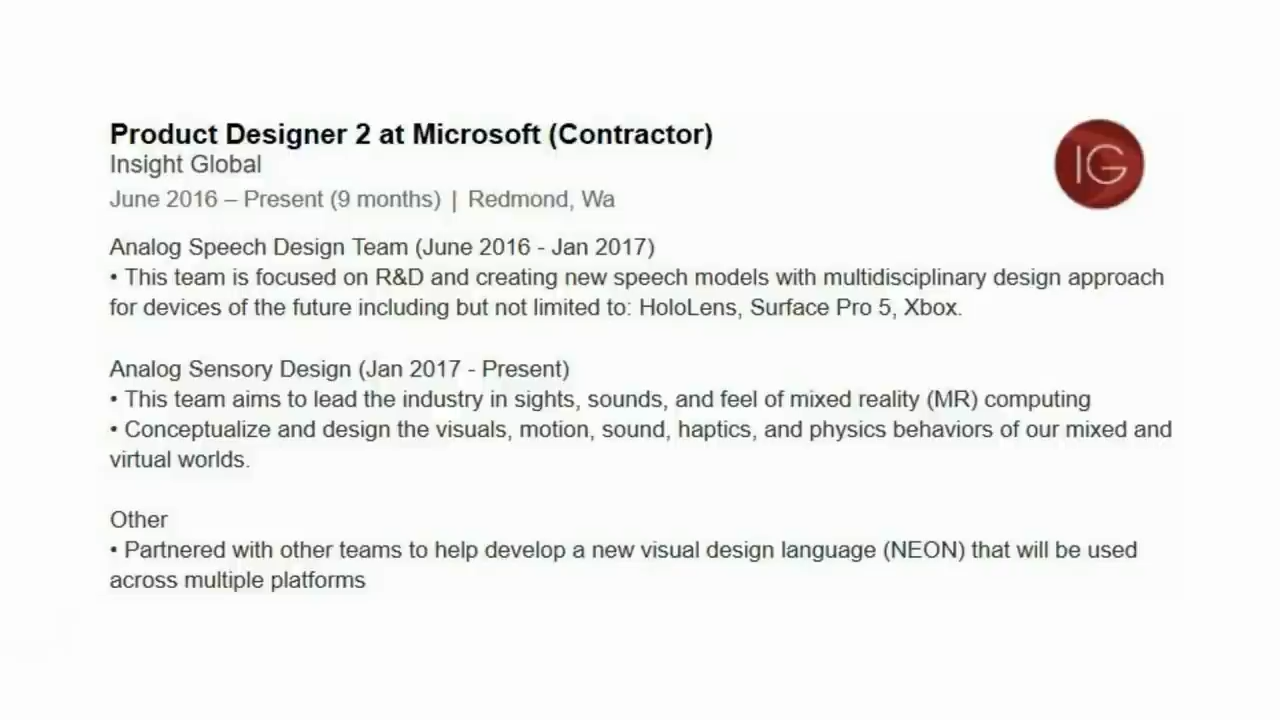 Product Designer 2 at Microsoft (Contractor)
IG
Insight Global
June 2016 – Present (9 months) | Redmond, Wa
Analog Speech Design Team (June 2016 - Jan 2017)
• This team is focused on R&D and creating new speech models with multidisciplinary design approach
for devices of the future including but not limited to: HoloLens, Surface Pro 5, Xbox.
Analog Sensory Design (Jan 2017 - Present)
• This team aims to lead the industry in sights, sounds, and feel of mixed reality (MR) computing
• Conceptualize and design the visuals, motion, sound, haptics, and physics behaviors of our mixed and
virtual worlds.
Other
• Partnered with other teams to help develop a new visual design language (NEON) that will be used
across multiple platforms